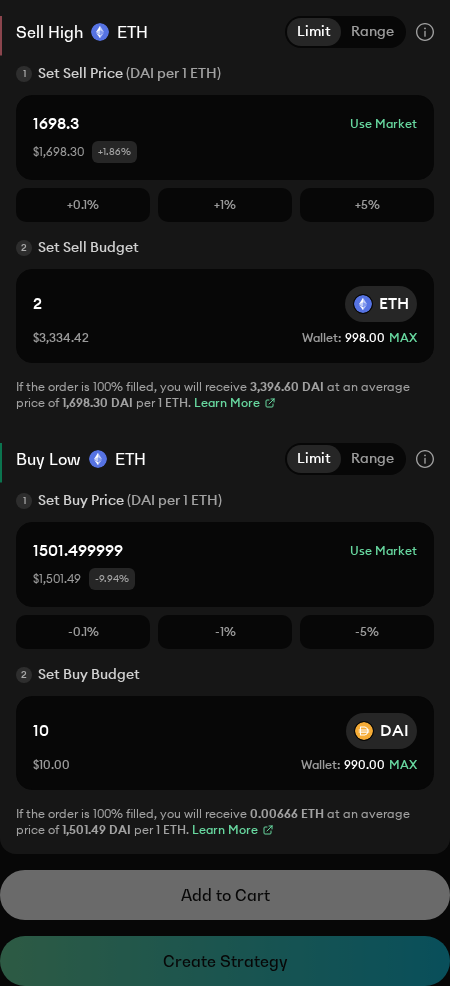 Sell High ETH Limit Range
1 Set Sell Price (DAI per 1 ETH)
1698.3 Use Market
$1,698.30 +1.86%
+0.1% +1% +5%
2 Set Sell Budget
2 ETH
$3,334.42 Wallet: 998.00 MAX
If the order is 100% filled, you will receive 3,396.60 DAI at an average
price of 1,698.30 DAI per 1 ETH. Learn More
Buy Low ETH Limit Range
1 Set Buy Price (DAI per 1 ETH)
1501.499999 Use Market
$1,501.49 -9.94%
-0.1% -1% -5%
2 Set Buy Budget
10 DAI
$10.00 Wallet: 990.00 MAX
If the order is 100% filled, you will receive 0.00666 ETH at an average
price of 1,501.49 DAI per 1 ETH. Learn More
Add to Cart
Create Strategy